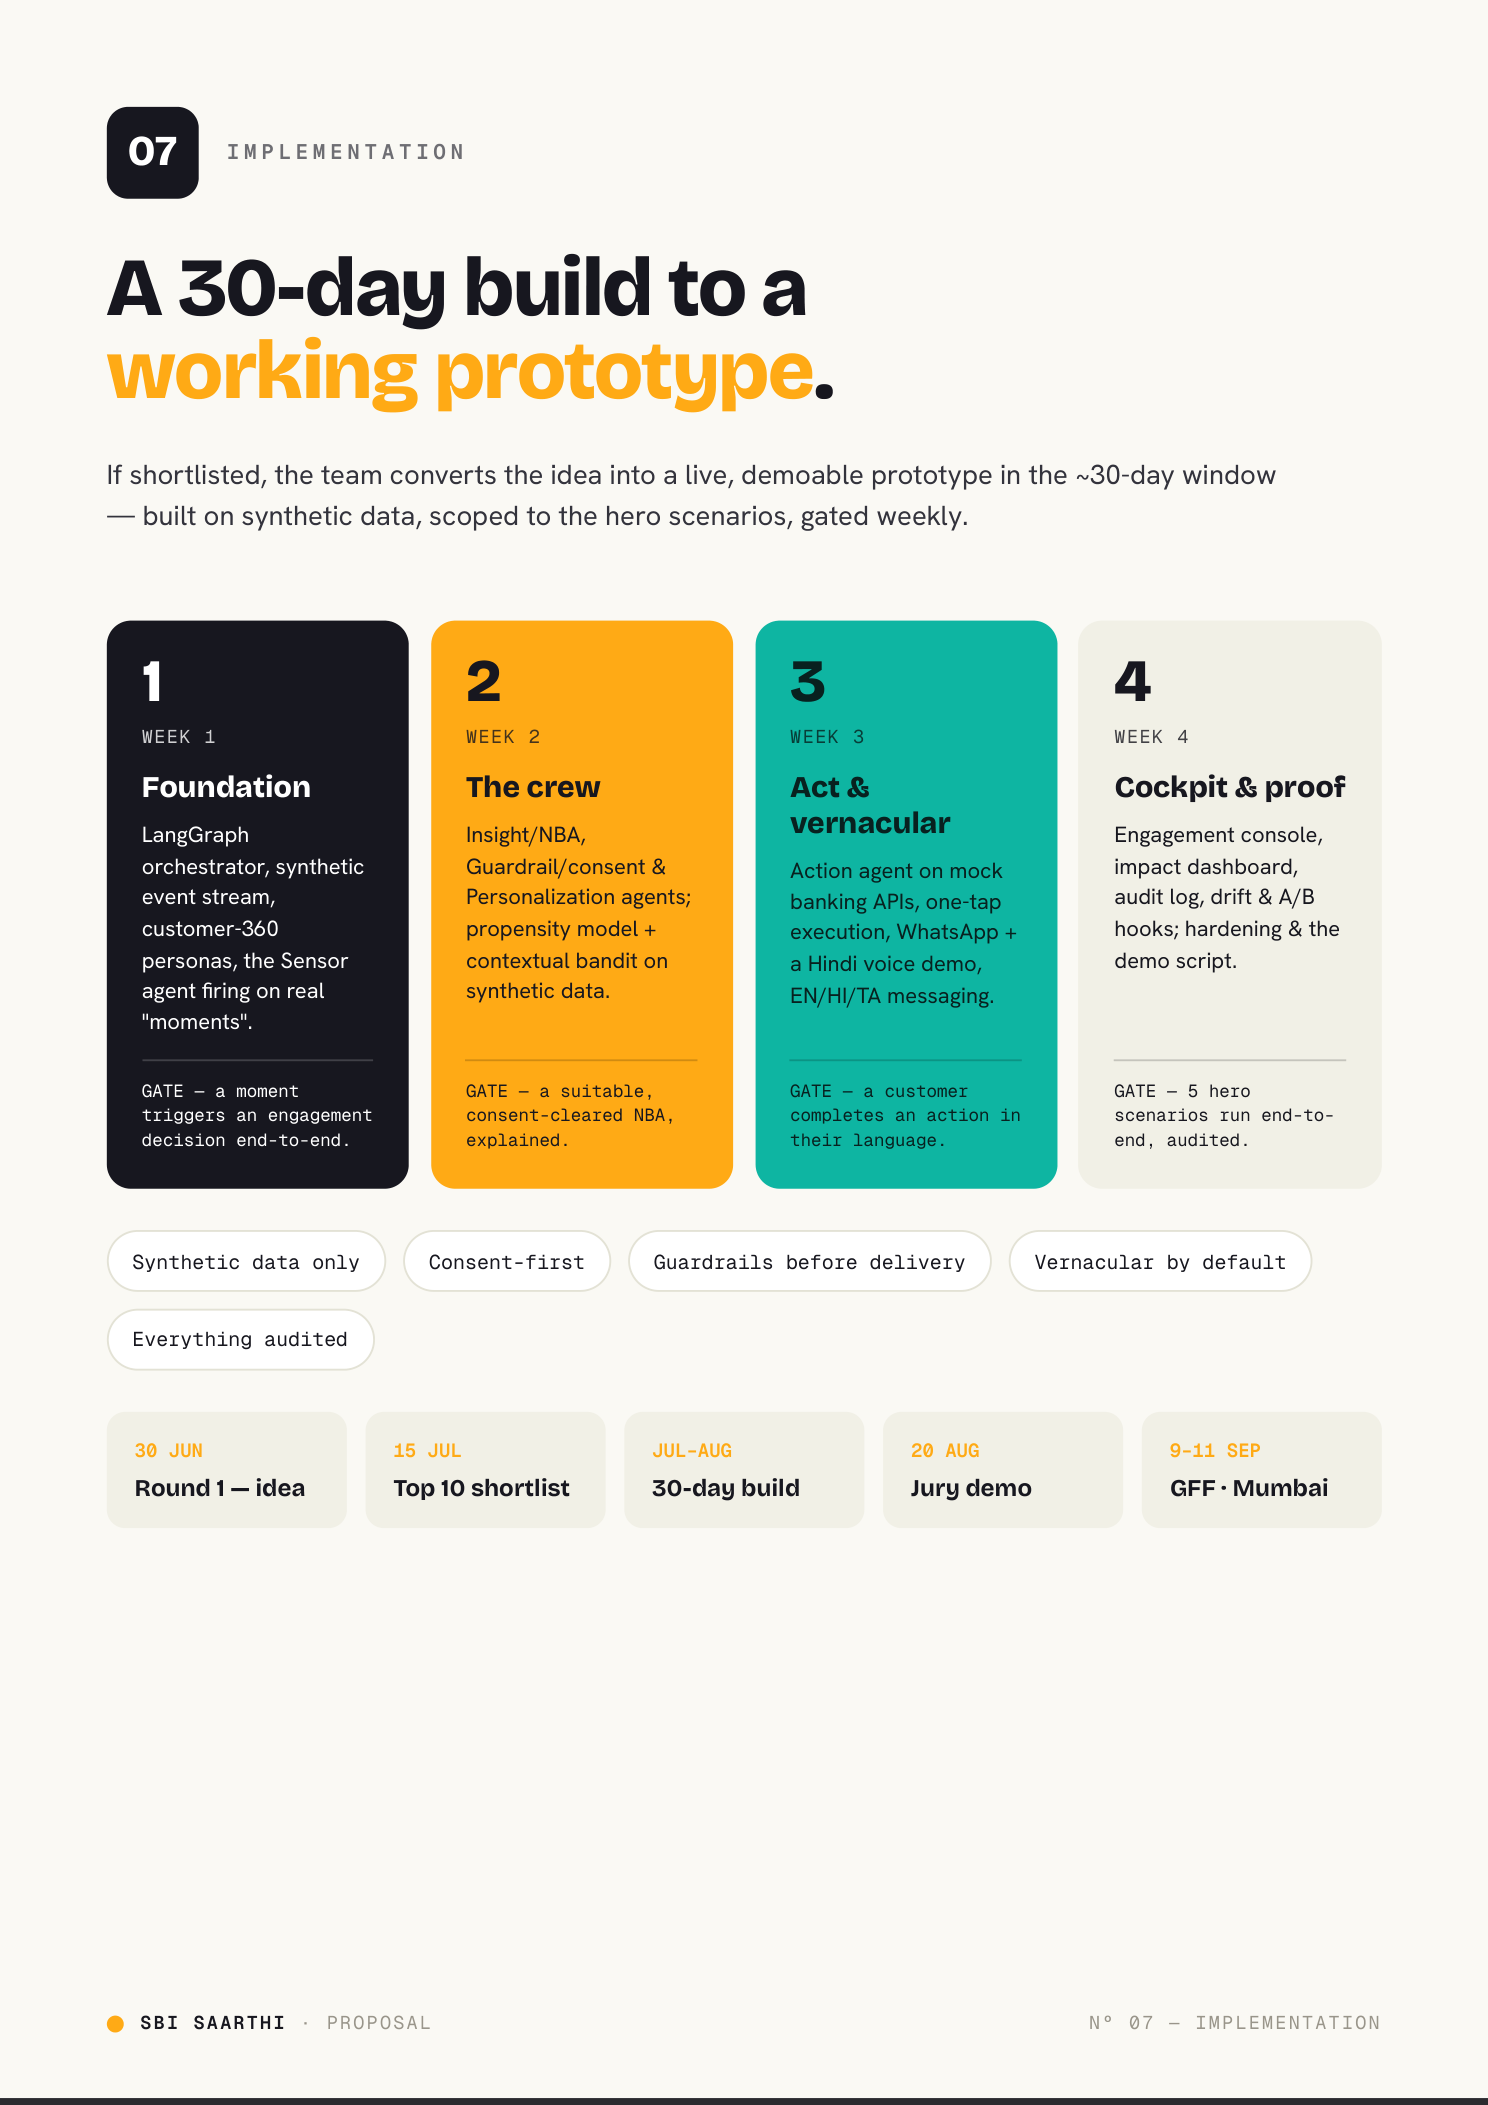 07
IMPLEMENTATION
A 30-day build to a
working prototype.
If shortlisted, the team converts the idea into a live, demoable prototype in the ~30-day window
— built on synthetic data, scoped to the hero scenarios, gated weekly.
1
WEEK 1
Foundation
LangGraph
orchestrator, synthetic
event stream,
customer-360
personas, the Sensor
agent firing on real
"moments".
GATE — a moment
triggers an engagement
decision end-to-end.
2
WEEK 2
The crew
Insight/NBA,
Guardrail/consent &
Personalization agents;
propensity model +
contextual bandit on
synthetic data.
GATE — a suitable,
consent-cleared NBA,
explained.
3
WEEK 3
Act &
vernacular
Action agent on mock
banking APIs, one-tap
execution, WhatsApp +
a Hindi voice demo,
EN/HI/TA messaging.
GATE — a customer
completes an action in
their language.
4
WEEK 4
Cockpit & proof
Engagement console,
impact dashboard,
audit log, drift & A/B
hooks; hardening & the
demo script.
GATE — 5 hero
scenarios run end-to-
end, audited.
Synthetic data only
Consent-first
Guardrails before delivery
Vernacular by default
Everything audited
30 JUN
Round 1 — idea
15 JUL
Top 10 shortlist
JUL–AUG
30-day build
20 AUG
Jury demo
9–11 SEP
GFF · Mumbai
SBI SAARTHI · PROPOSAL
Nº 07 — IMPLEMENTATION